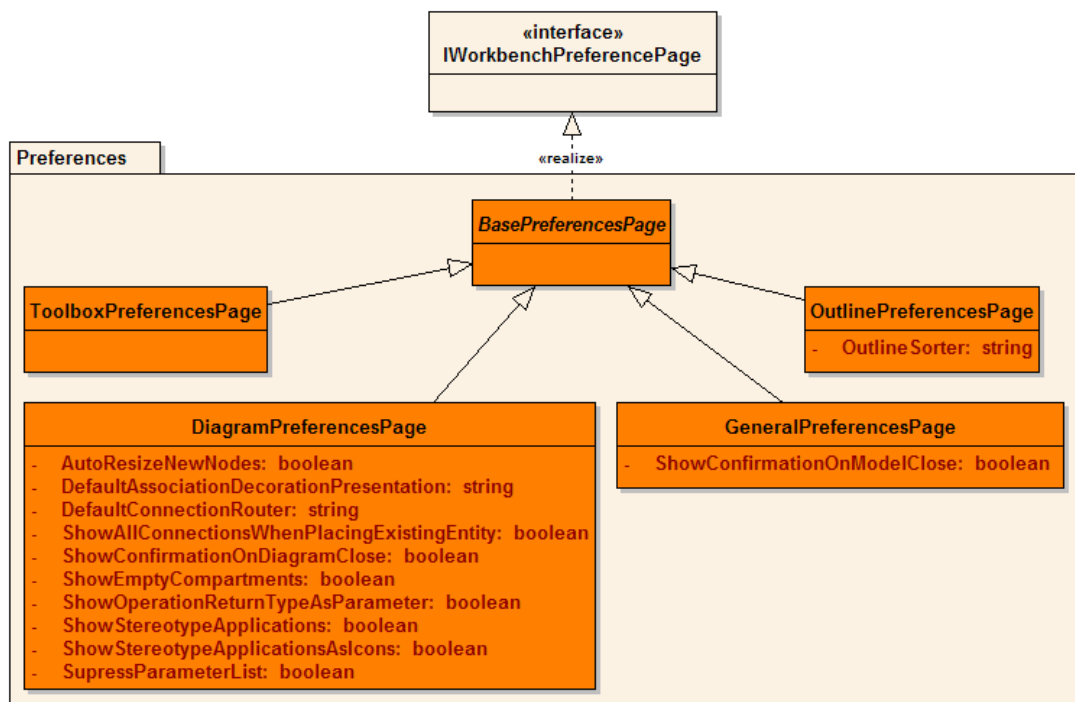 «interface»
IWorkbenchPreferencePage
Preferences
«realize»
BasePreferencesPage
ToolboxPreferencesPage
OutlinePreferencesPage
- OutlineSorter: string
DiagramPreferencesPage
- AutoResizeNewNodes: boolean
- DefaultAssociationDecorationPresentation: string
- DefaultConnectionRouter: string
- ShowAllConnectionsWhenPlacingExistingEntity: boolean
- ShowConfirmationOnDiagramClose: boolean
- ShowEmptyCompartments: boolean
- ShowOperationReturnTypeAsParameter: boolean
- ShowStereotypeApplications: boolean
- ShowStereotypeApplicationsAsIcons: boolean
- SupressParameterList: boolean
GeneralPreferencesPage
- ShowConfirmationOnModelClose: boolean